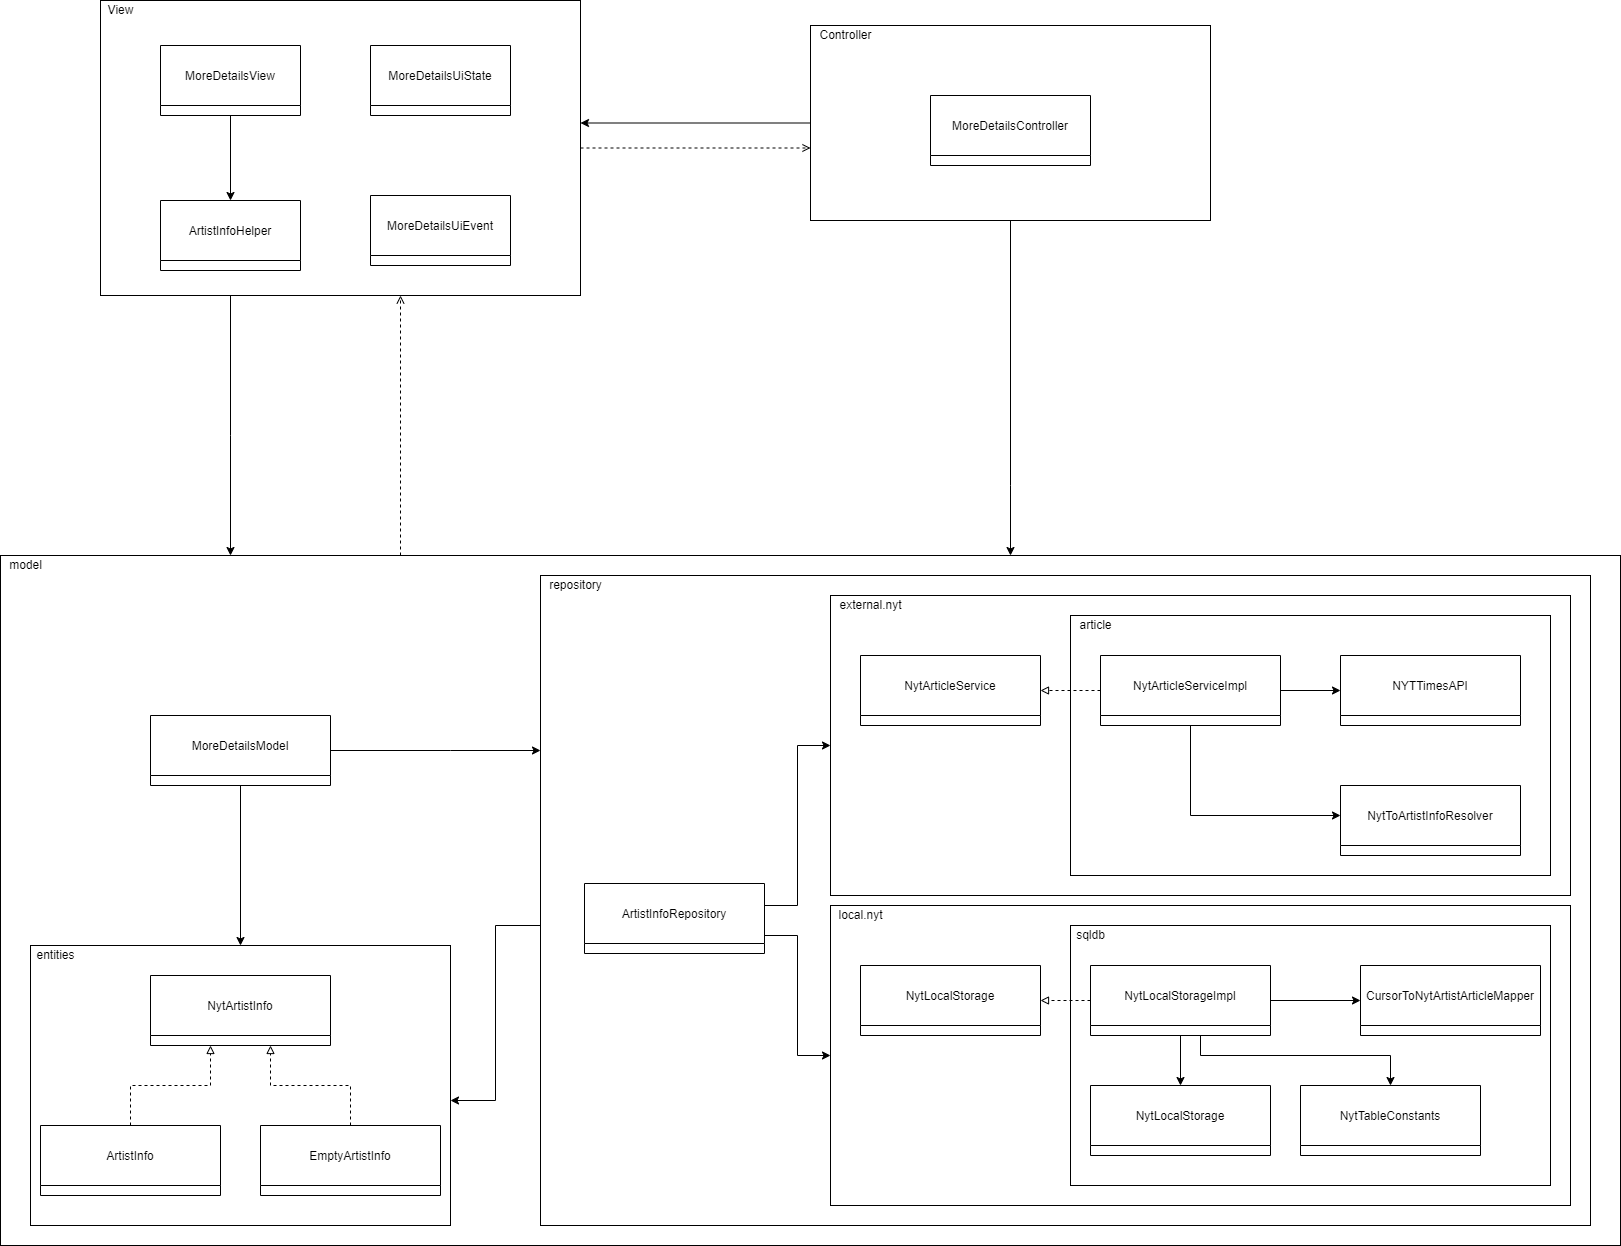 View
MoreDetailsView
MoreDetailsUiState
ArtistInfoHelper
MoreDetailsUiEvent
Controller
MoreDetailsController
model
MoreDetailsModel
entities
NytArtistInfo
ArtistInfo
EmptyArtistInfo
repository
ArtistInfoRepository
external.nyt
NytArticleService
article
NytArticleServiceImpl
NYTTimesAPI
NytToArtistInfoResolver
local.nyt
NytLocalStorage
sqldb
NytLocalStorageImpl
CursorToNytArtistArticleMapper
NytLocalStorage
NytTableConstants